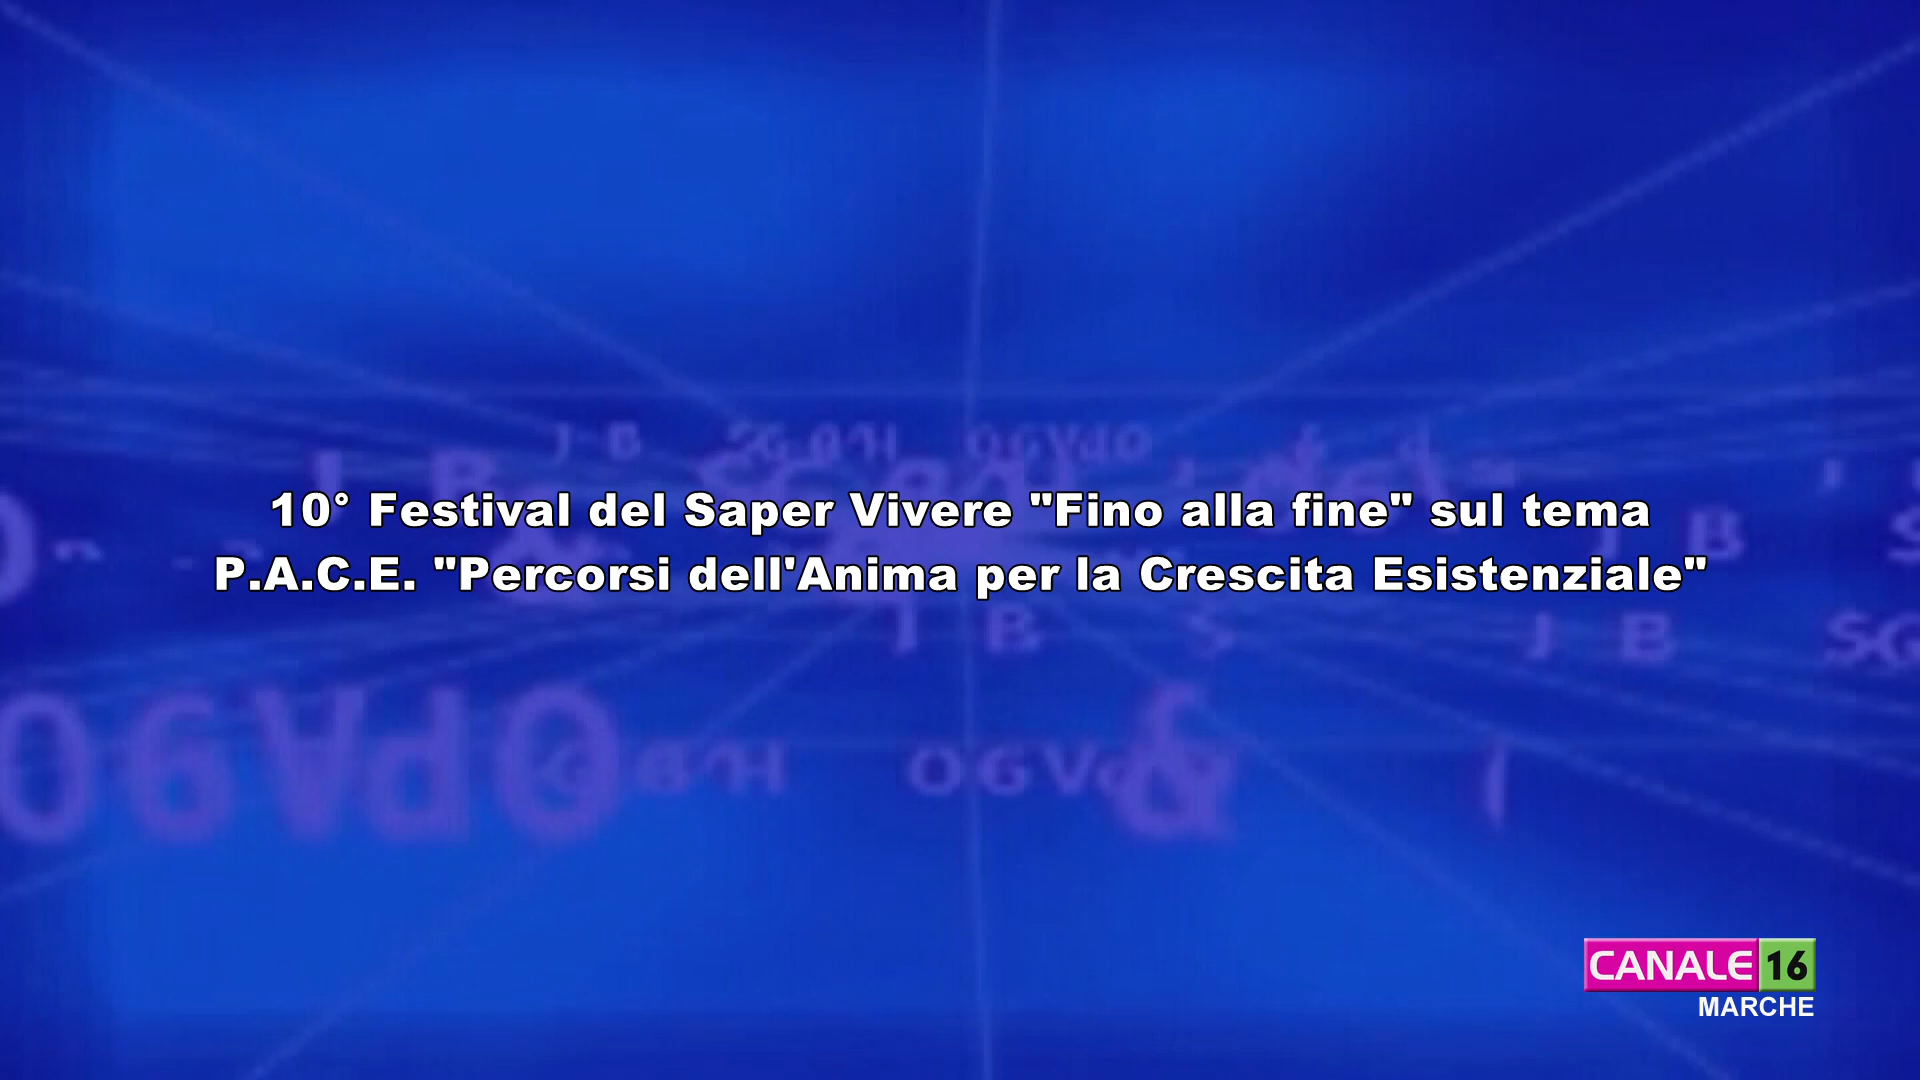 10° Festival del Saper Vivere "Fino alla fine" sul tema
P.A.C.E. "Percorsi dell'Anima per la Crescita Esistenziale"
CANALE 16
MARCHE